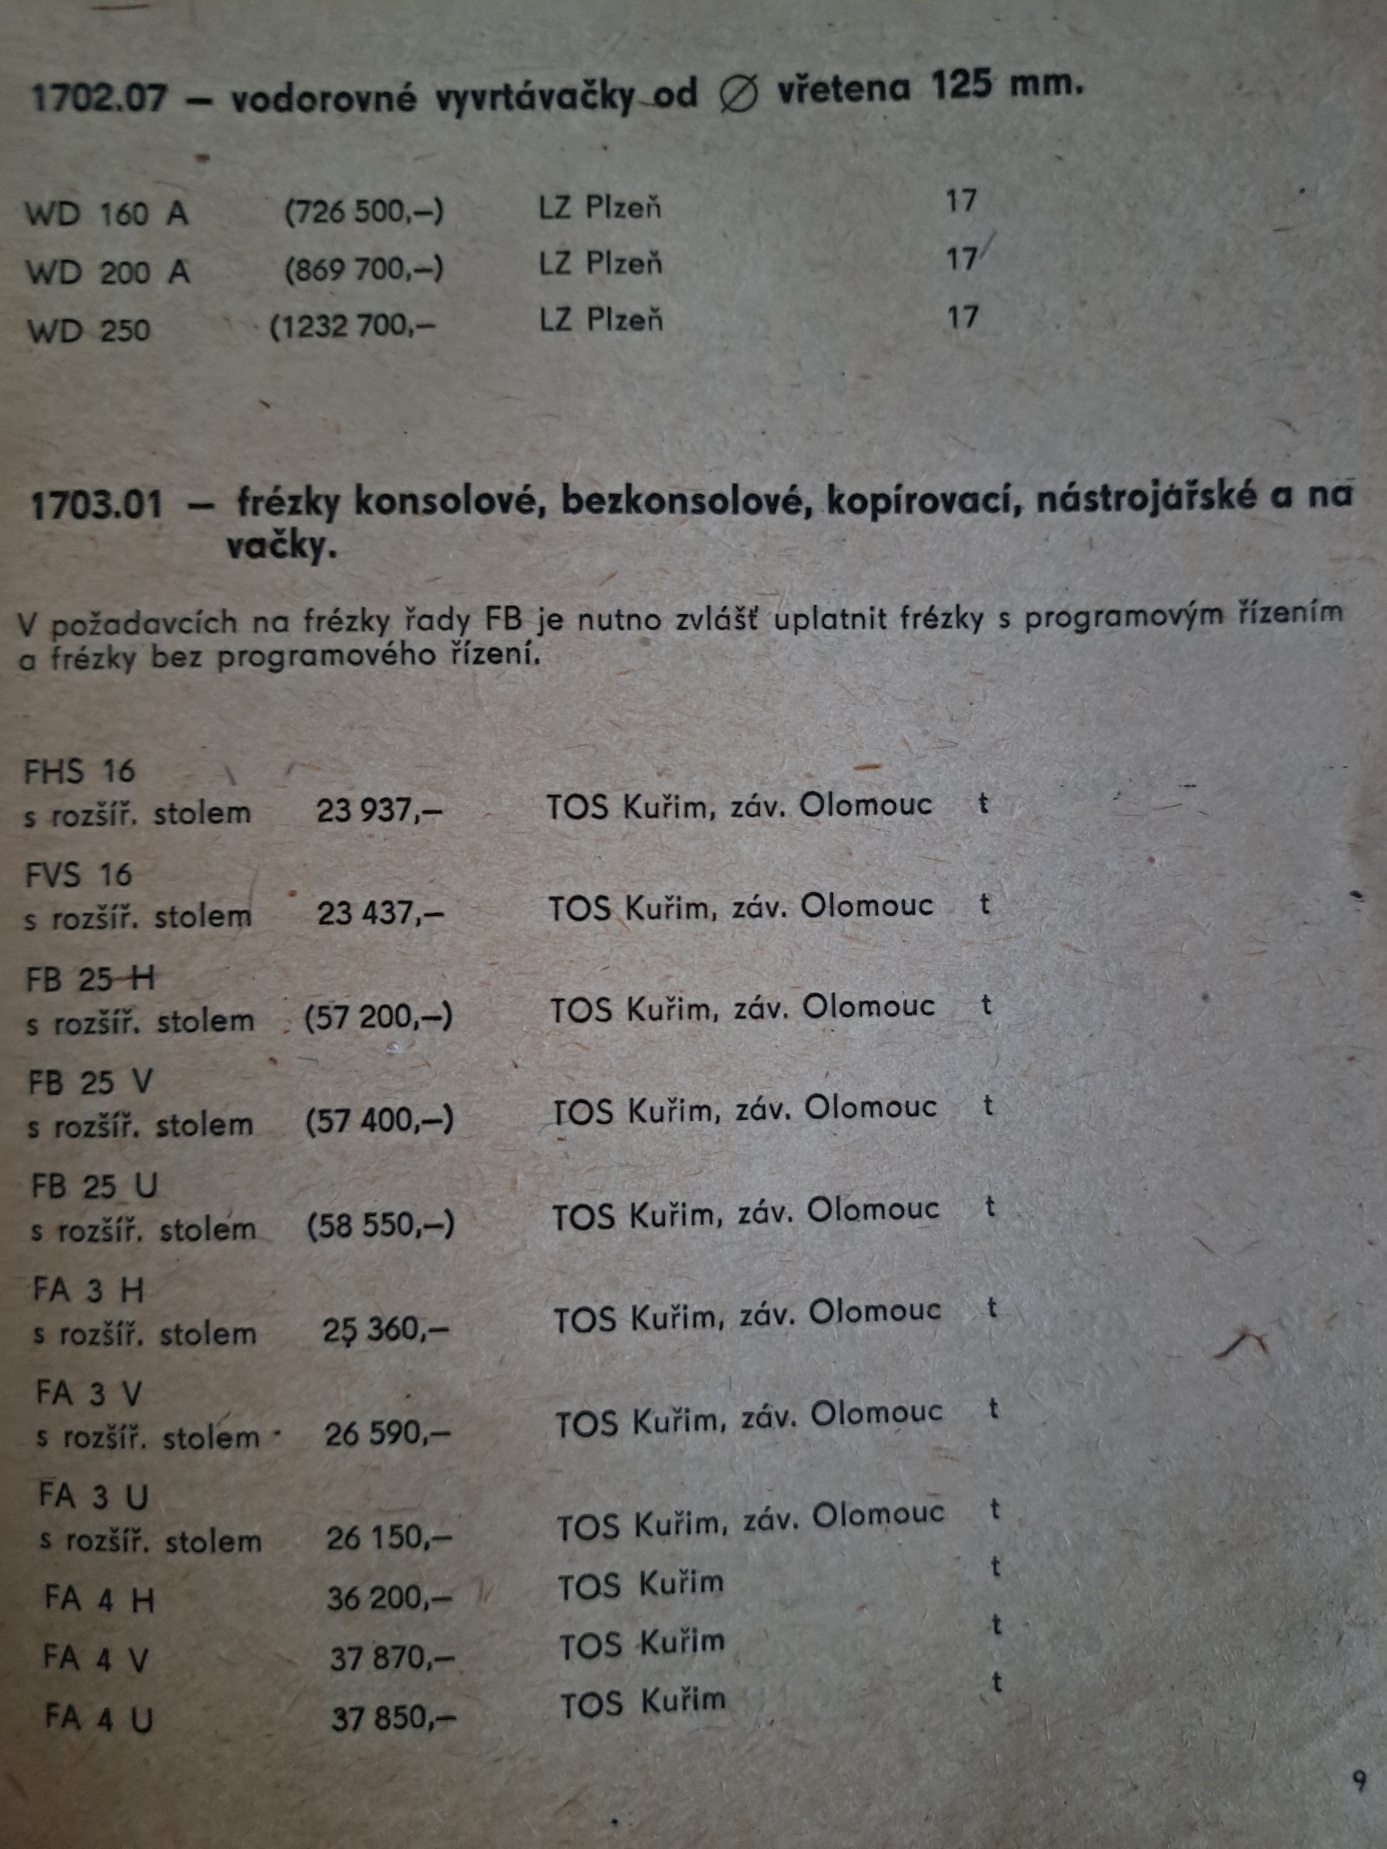 1702.07 — vodorovné vyvrtávačky od ∅ vřetena 125 mm.
WD 160 A (726 500,—) LZ Plzeň 17
WD 200 A (869 700,—) LZ Plzeň 17
WD 250 (1232 700,— LZ Plzeň 17
1703.01 — frézky konsolové, bezkonsolové, kopírovací, nástrojářské a na
vačky.
V požadavcích na frézky řady FB je nutno zvlášť uplatnit frézky s programovým řízením
a frézky bez programového řízení.
FHS 16
s rozšíř. stolem 23 937,— TOS Kuřim, záv. Olomouc t
FVS 16
s rozšíř. stolem 23 437,— TOS Kuřim, záv. Olomouc t
FB 25 H
s rozšíř. stolem (57 200,—) TOS Kuřim, záv. Olomouc t
FB 25 V
s rozšíř. stolem (57 400,—) TOS Kuřim, záv. Olomouc t
FB 25 U
s rozšíř. stolem (58 550,—) TOS Kuřim, záv. Olomouc t
FA 3 H
s rozšíř. stolem 25 360,— TOS Kuřim, záv. Olomouc t
FA 3 V
s rozšíř. stolem 26 590,— TOS Kuřim, záv. Olomouc t
FA 3 U
s rozšíř. stolem 26 150,— TOS Kuřim, záv. Olomouc t
FA 4 H 36 200,— TOS Kuřim t
FA 4 V 37 870,— TOS Kuřim t
FA 4 U 37 850,— TOS Kuřim t
9